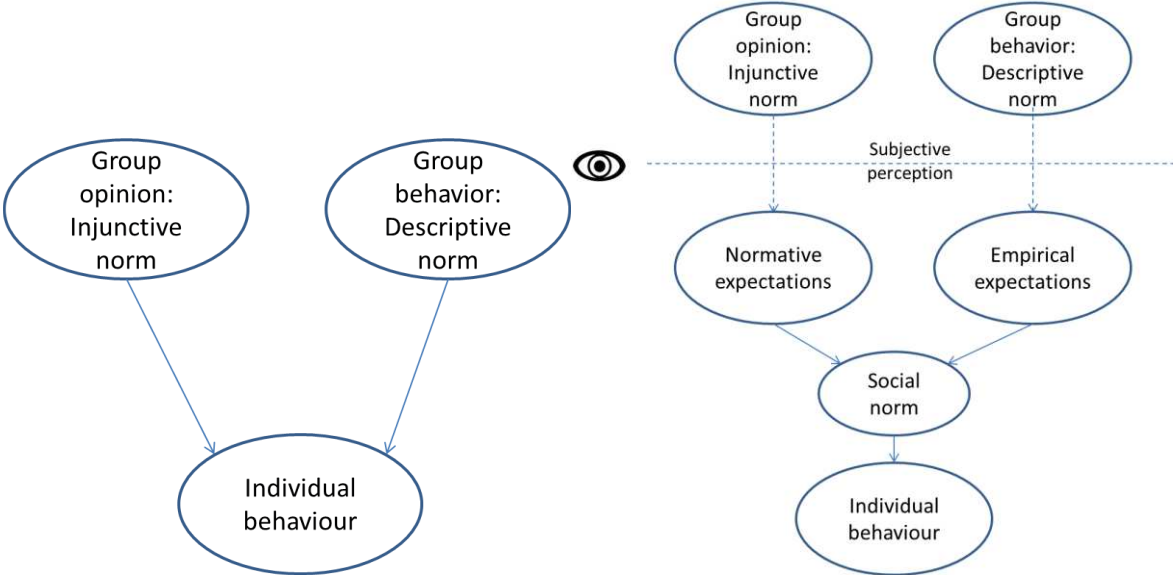 Group
opinion:
Injunctive
norm
Group
behavior:
Descriptive
norm
Individual
behaviour
Group
opinion:
Injunctive
norm
Group
behavior:
Descriptive
norm
Subjective
perception
Normative
expectations
Empirical
expectations
Social
norm
Individual
behaviour